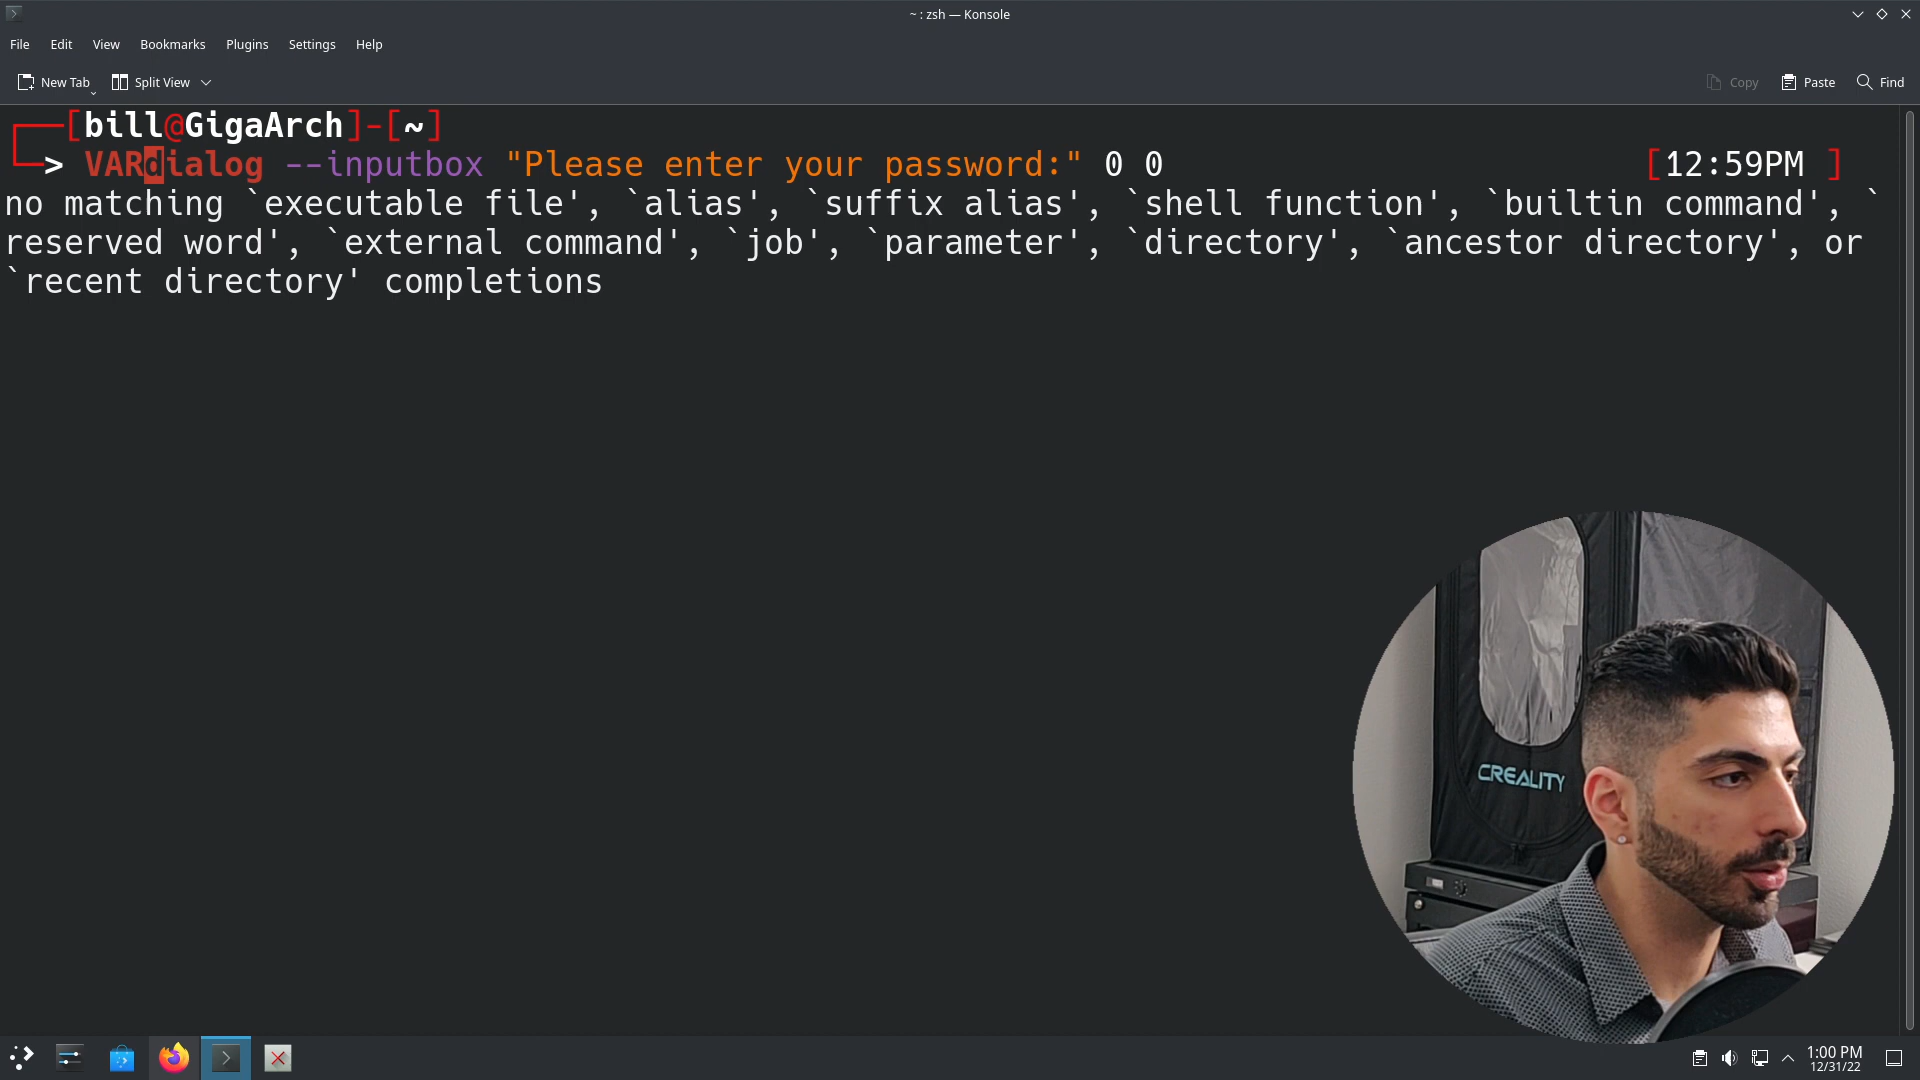 ~ : zsh — Konsole
File Edit View Bookmarks Plugins Settings Help
New Tab Split View Copy Paste Find
[bill@GigaArch]-[~]
> VARdialog --inputbox "Please enter your password:" 0 0 [12:59PM ]
no matching `executable file', `alias', `suffix alias', `shell function', `builtin command', `
reserved word', `external command', `job', `parameter', `directory', `ancestor directory', or
`recent directory' completions
CREALITY
1:00 PM
12/31/22